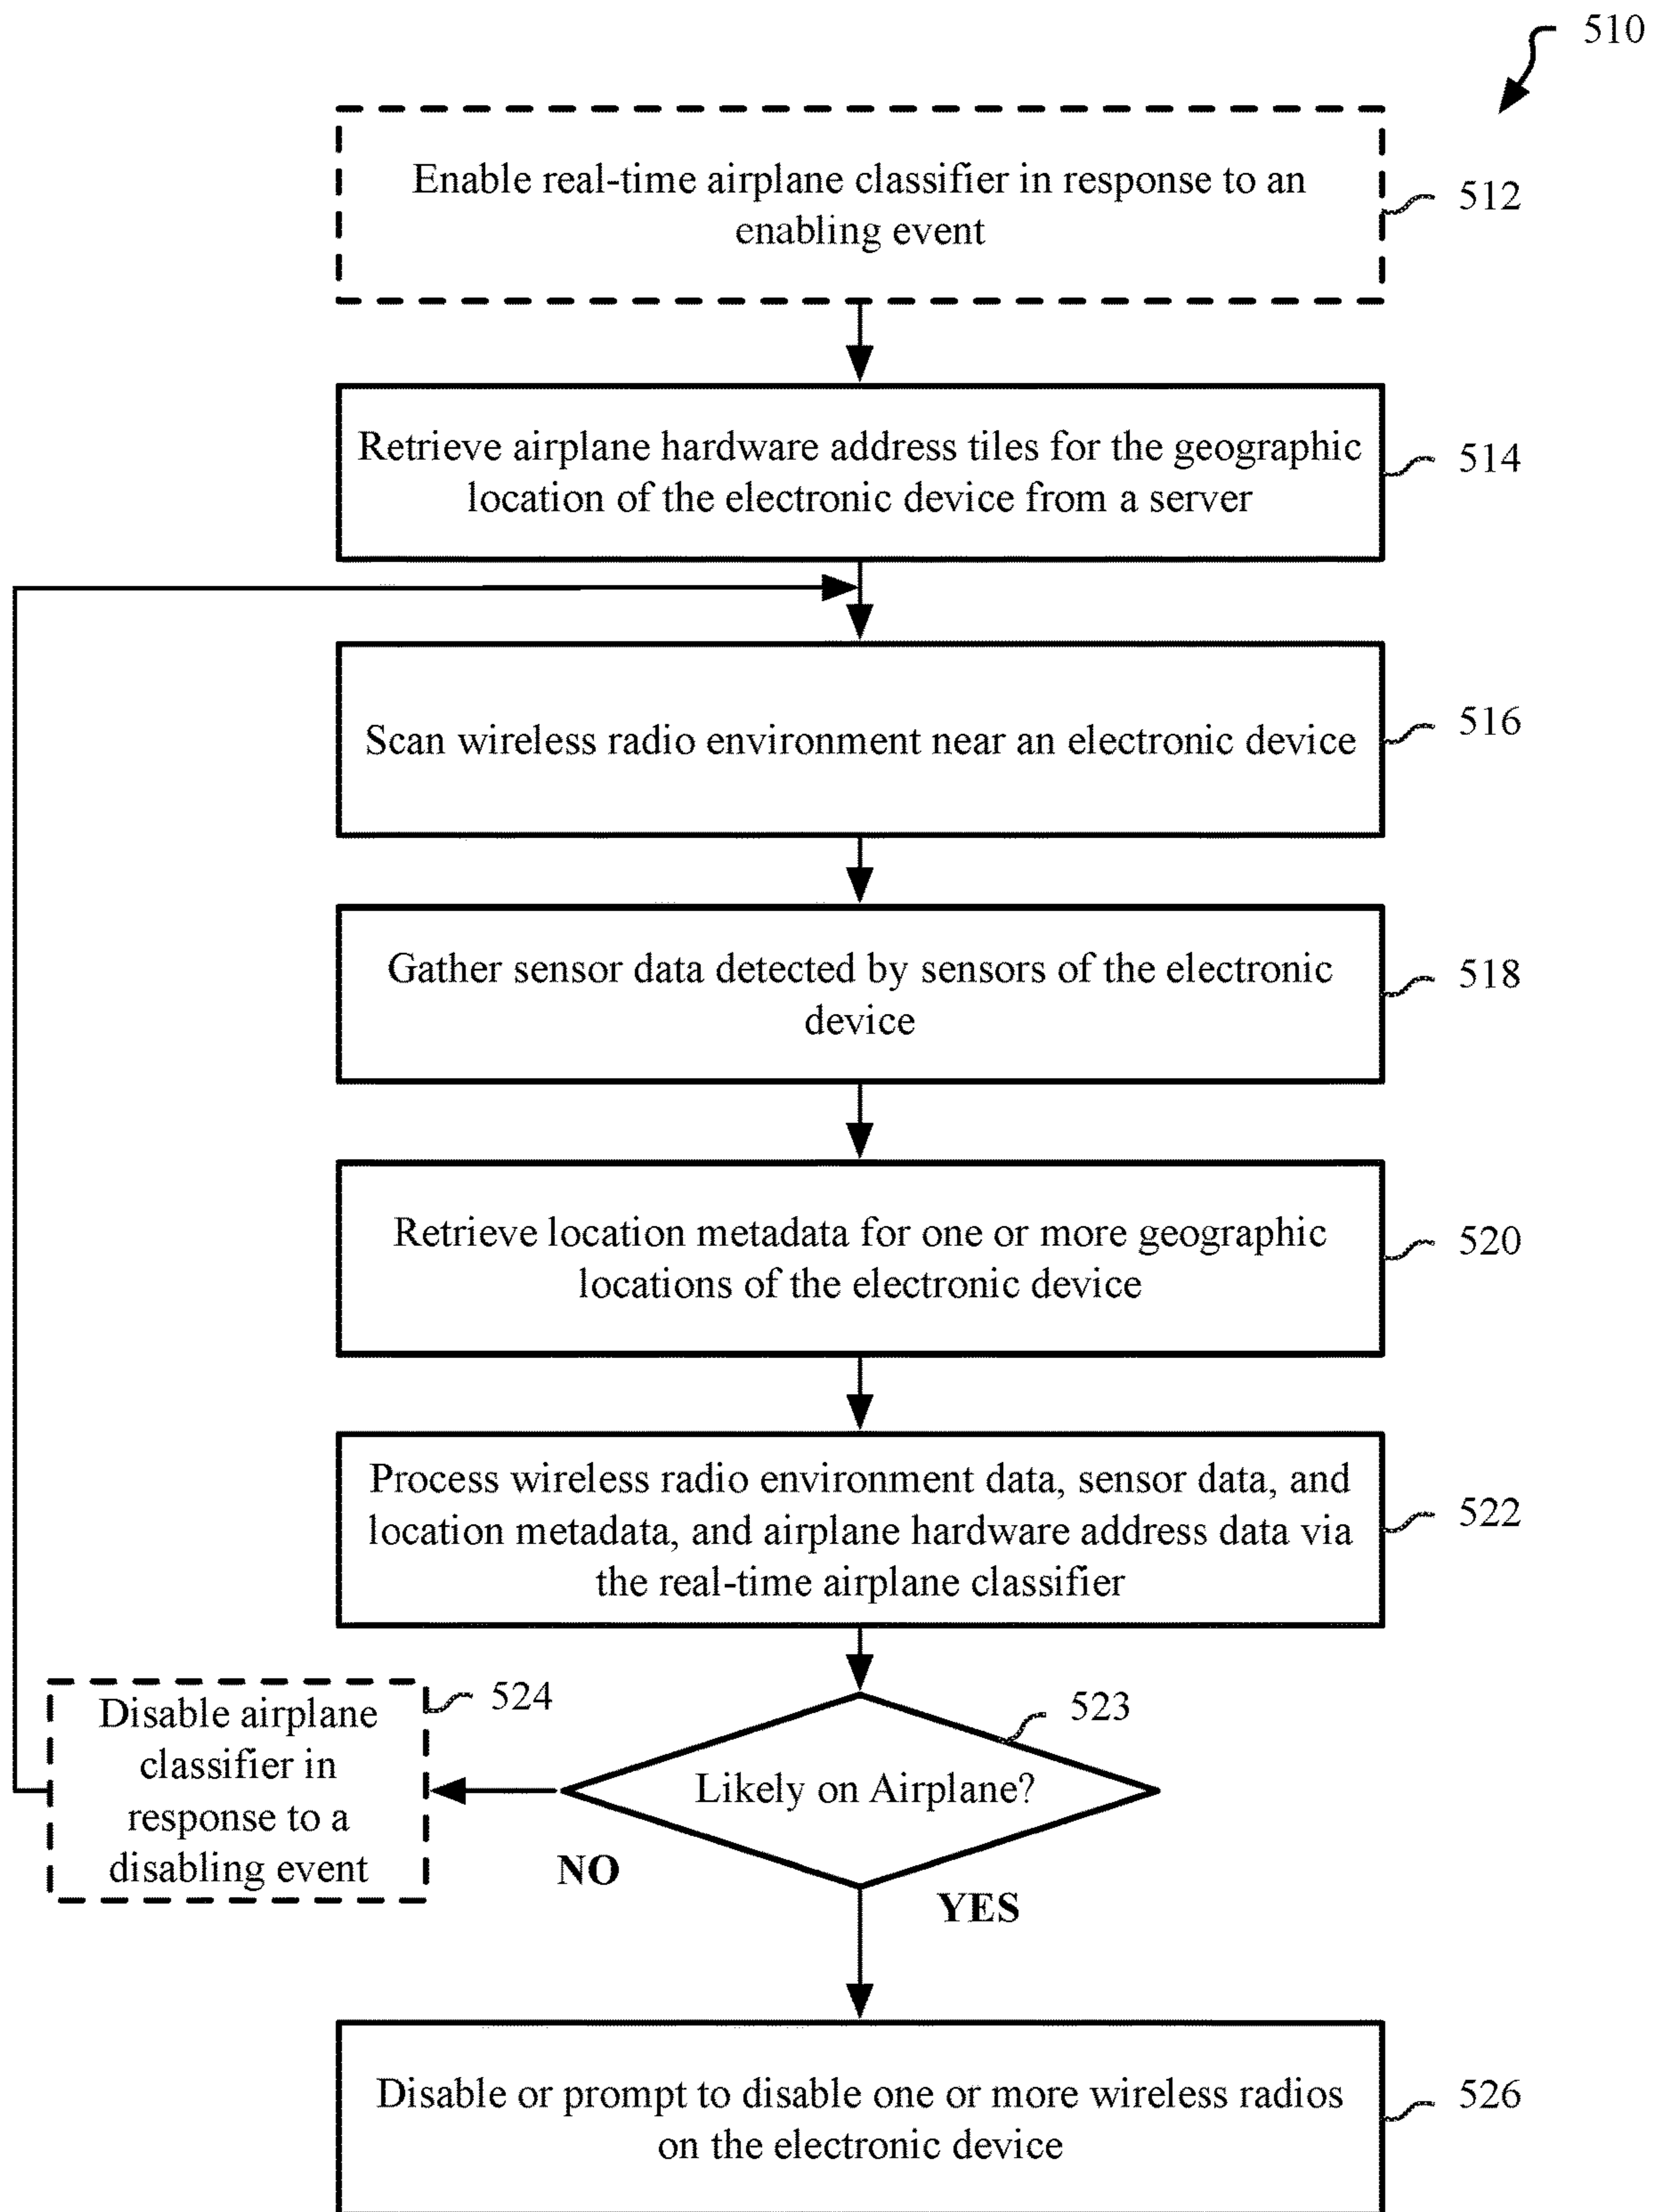 510
Enable real-time airplane classifier in response to an
enabling event
512
Retrieve airplane hardware address tiles for the geographic
location of the electronic device from a server
514
Scan wireless radio environment near an electronic device
516
Gather sensor data detected by sensors of the electronic
device
518
Retrieve location metadata for one or more geographic
locations of the electronic device
520
Process wireless radio environment data, sensor data, and
location metadata, and airplane hardware address data via
the real-time airplane classifier
522
Disable airplane
classifier in
response to a
disabling event
524
Likely on Airplane?
523
NO
YES
Disable or prompt to disable one or more wireless radios
on the electronic device
526